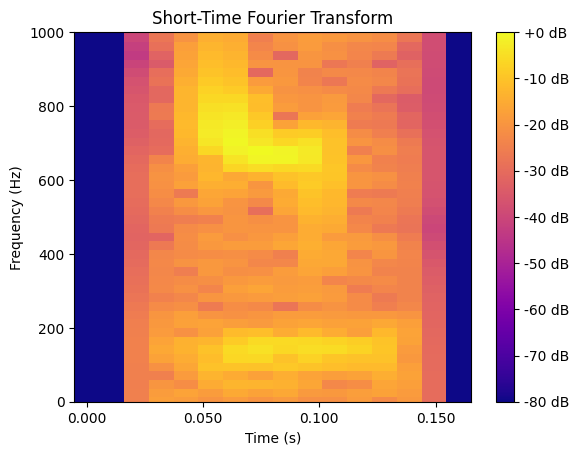 Short-Time Fourier Transform
1000
800
600
400
200
0
Frequency (Hz)
0.000
0.050
0.100
0.150
Time (s)
+0 dB
-10 dB
-20 dB
-30 dB
-40 dB
-50 dB
-60 dB
-70 dB
-80 dB